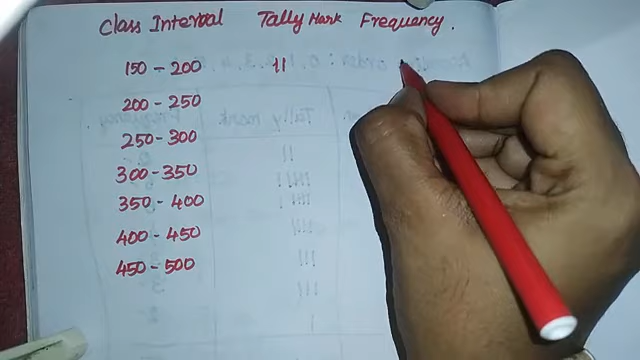 Class Interval Tally Mark Frequency.
150 - 200 ||
200 - 250
250 - 300
300 - 350
350 - 400
400 - 450
450 - 500